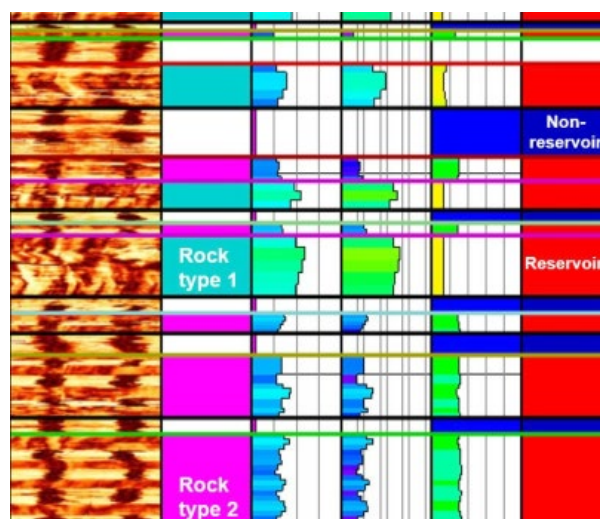 Non-
reservoir
Rock
type 1
Reservoir
Rock
type 2